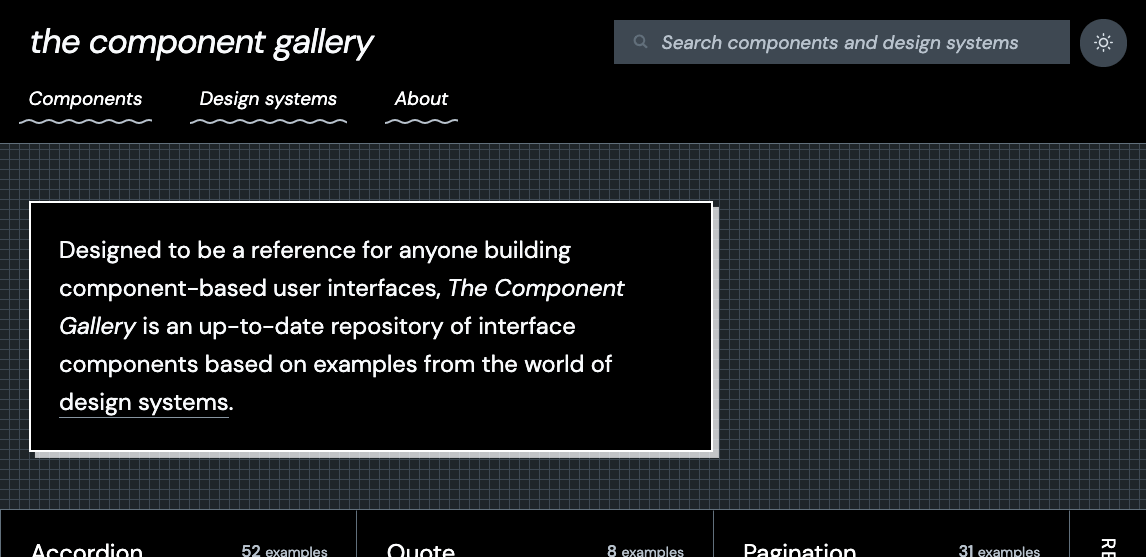 the component gallery
Search components and design systems
Components Design systems About
Designed to be a reference for anyone building
component-based user interfaces, The Component
Gallery is an up-to-date repository of interface
components based on examples from the world of
design systems.
Accordion 52 examples Quote 8 examples Pagination 31 examples
RE